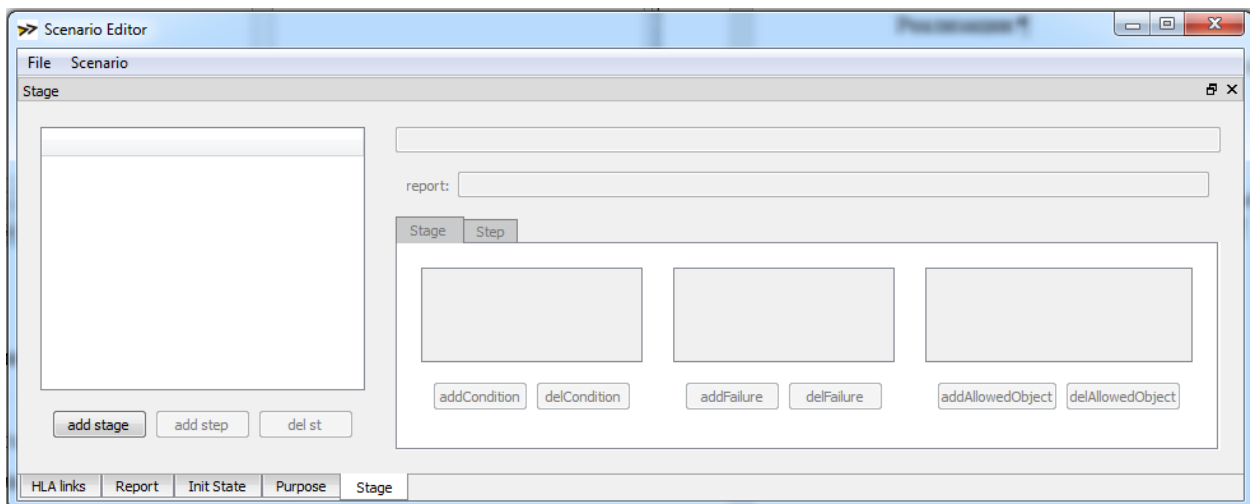 Scenario Editor
File Scenario
Stage
report:
Stage Step
addCondition delCondition addFailure delFailure addAllowedObject delAllowedObject
add stage add step del st
HLA links Report Init State Purpose Stage